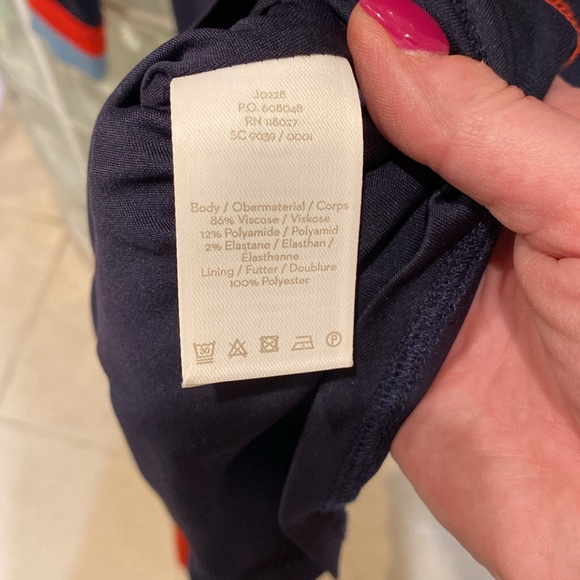 J0228
P.O. 608048
RN 118027
SC 9039 / 0001
Body / Obermaterial / Corps
86% Viscose / Viskose
12% Polyamide / Polyamid
2% Elastane / Elasthan /
Élasthanne
Lining / Futter / Doublure
100% Polyester
30
P